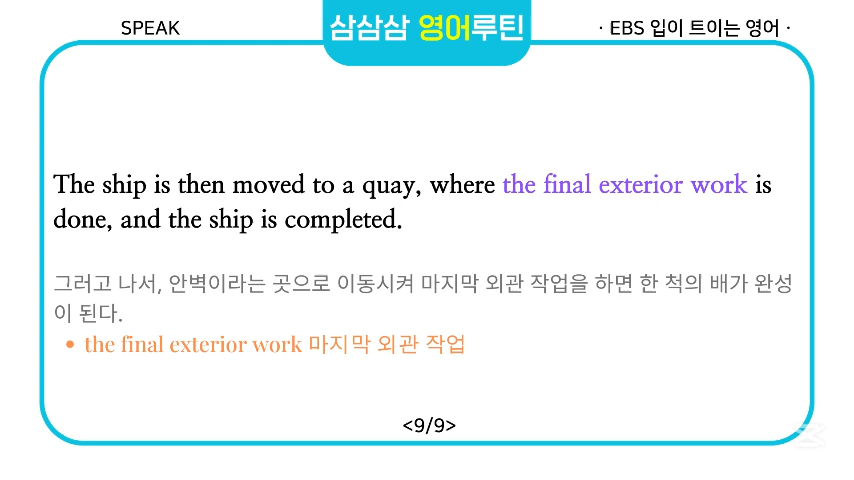 SPEAK
삼삼삼 영어루틴
· EBS 입이 트이는 영어 ·
The ship is then moved to a quay, where the final exterior work is
done, and the ship is completed.
그러고 나서, 안벽이라는 곳으로 이동시켜 마지막 외관 작업을 하면 한 척의 배가 완성
이 된다.
• the final exterior work 마지막 외관 작업
<9/9>